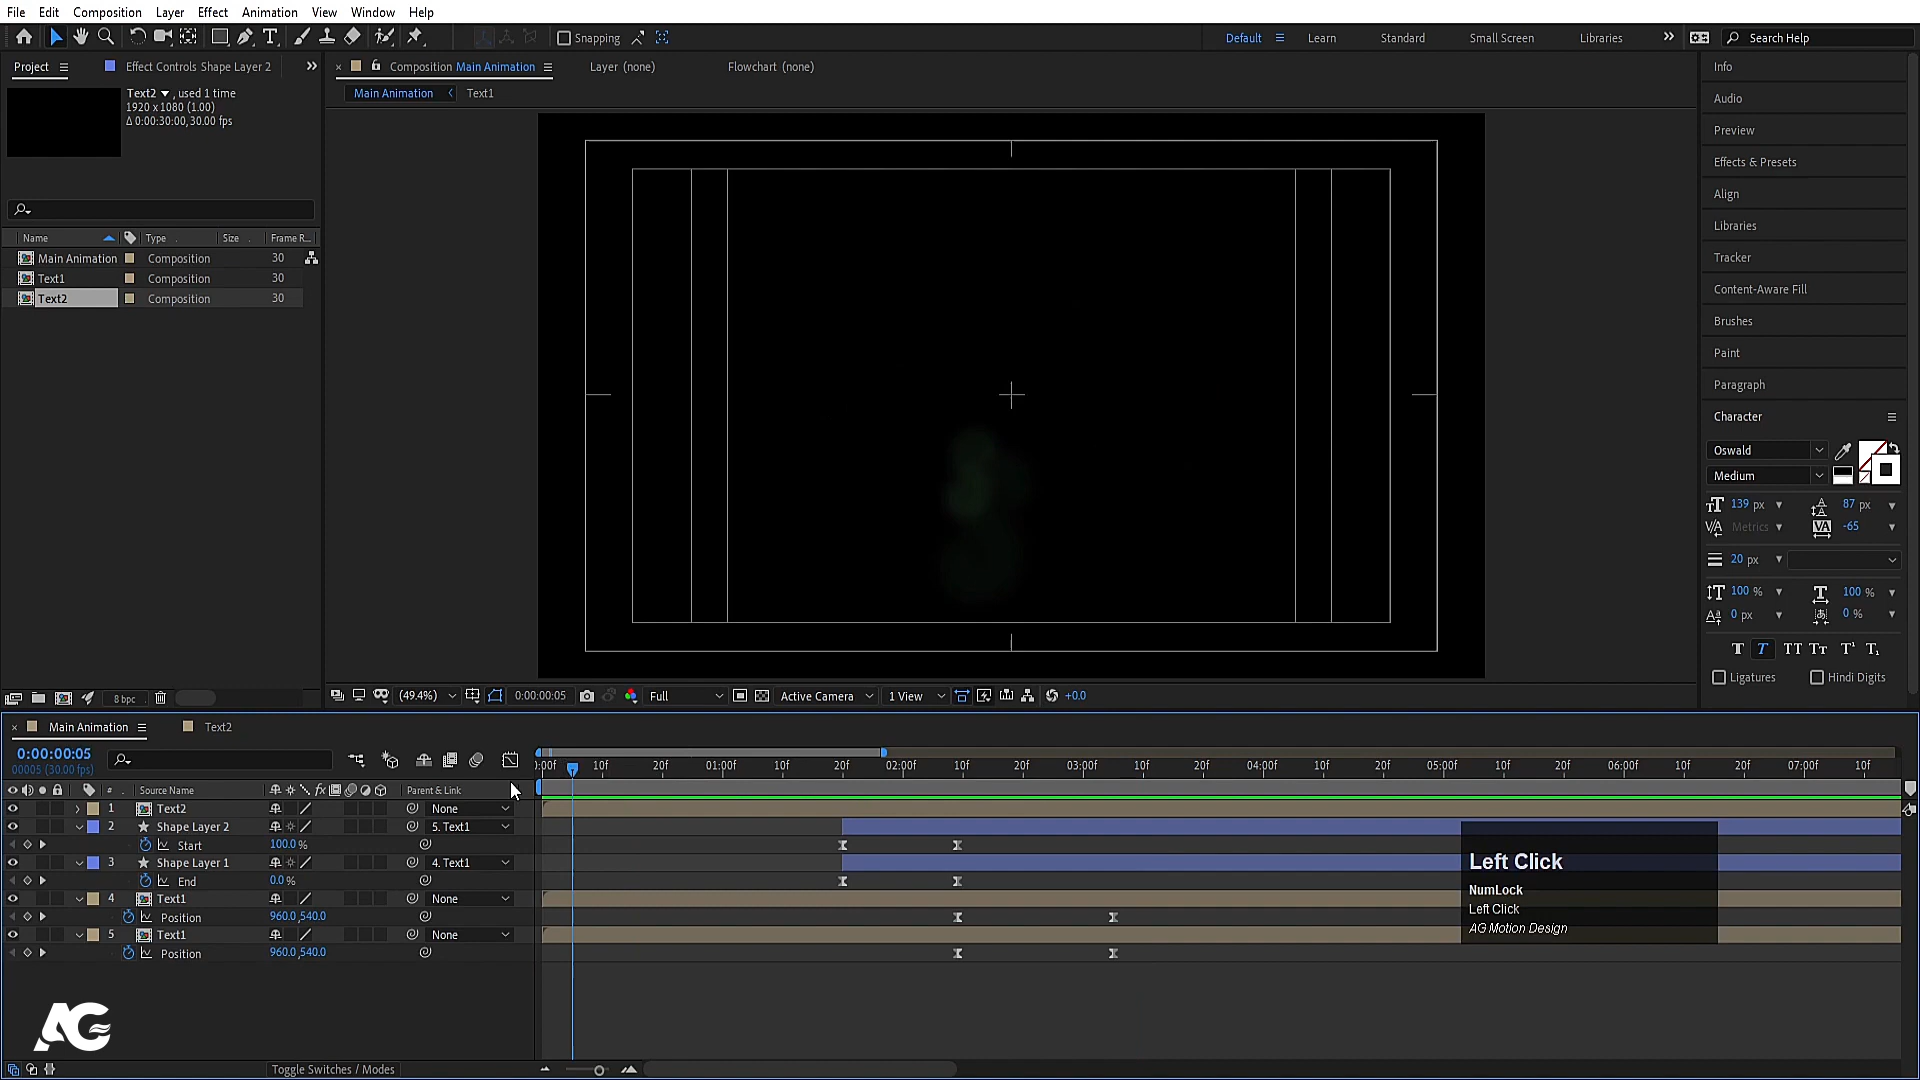 File Edit Composition Layer Effect Animation View Window Help
Snapping
Default Learn Standard Small Screen Libraries Search Help
Project Effect Controls Shape Layer 2
Composition Main Animation Layer (none) Flowchart (none)
Main Animation Text1
Text2 , used 1 time
1920 x 1080 (1.00)
Δ 0:00:30:00, 30.00 fps
Name Type Size Frame R...
Main Animation Composition 30
Text1 Composition 30
Text2 Composition 30
8 bpc
(49.4%) 0:00:00:05 Full Active Camera 1 View +0.0
Info
Audio
Preview
Effects & Presets
Align
Libraries
Tracker
Content-Aware Fill
Brushes
Paint
Paragraph
Character
Oswald
Medium
139 px 87 px
Metrics -65
20 px
100 % 100 %
0 px 0 %
T T TT Tr T¹ T₁
Ligatures Hindi Digits
Main Animation Text2
0:00:00:05
00005 (30.00 fps)
):00f 10f 20f 01:00f 10f 20f 02:00f 10f 20f 03:00f 10f 20f 04:00f 10f 20f 05:00f 10f 20f 06:00f 10f 20f 07:00f 10f
# Source Name fx Parent & Link
1 Text2 None
2 Shape Layer 2 5. Text1
Start 100.0 %
3 Shape Layer 1 4. Text1
End 0.0 %
4 Text1 None
Position 960.0,540.0
5 Text1 None
Position 960.0,540.0
Left Click
NumLock
Left Click
AG Motion Design
AG
Toggle Switches / Modes